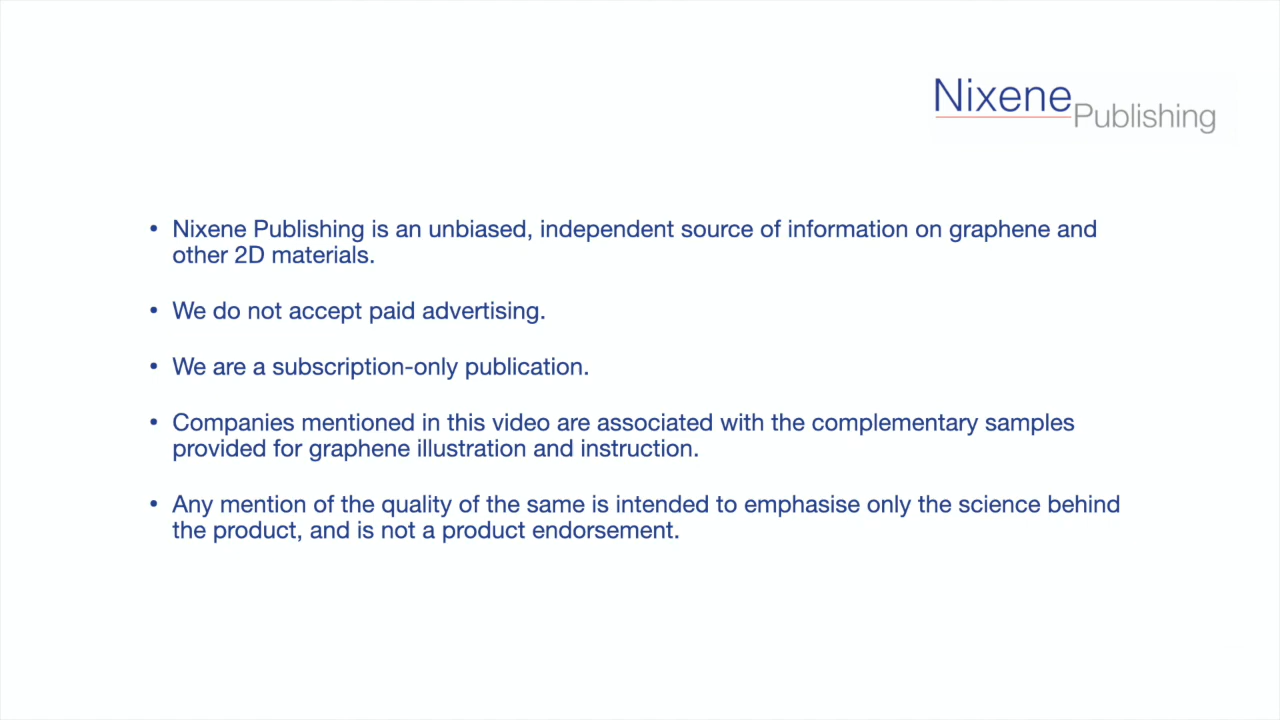 Nixene Publishing
• Nixene Publishing is an unbiased, independent source of information on graphene and
other 2D materials.
• We do not accept paid advertising.
• We are a subscription-only publication.
• Companies mentioned in this video are associated with the complementary samples
provided for graphene illustration and instruction.
• Any mention of the quality of the same is intended to emphasise only the science behind
the product, and is not a product endorsement.